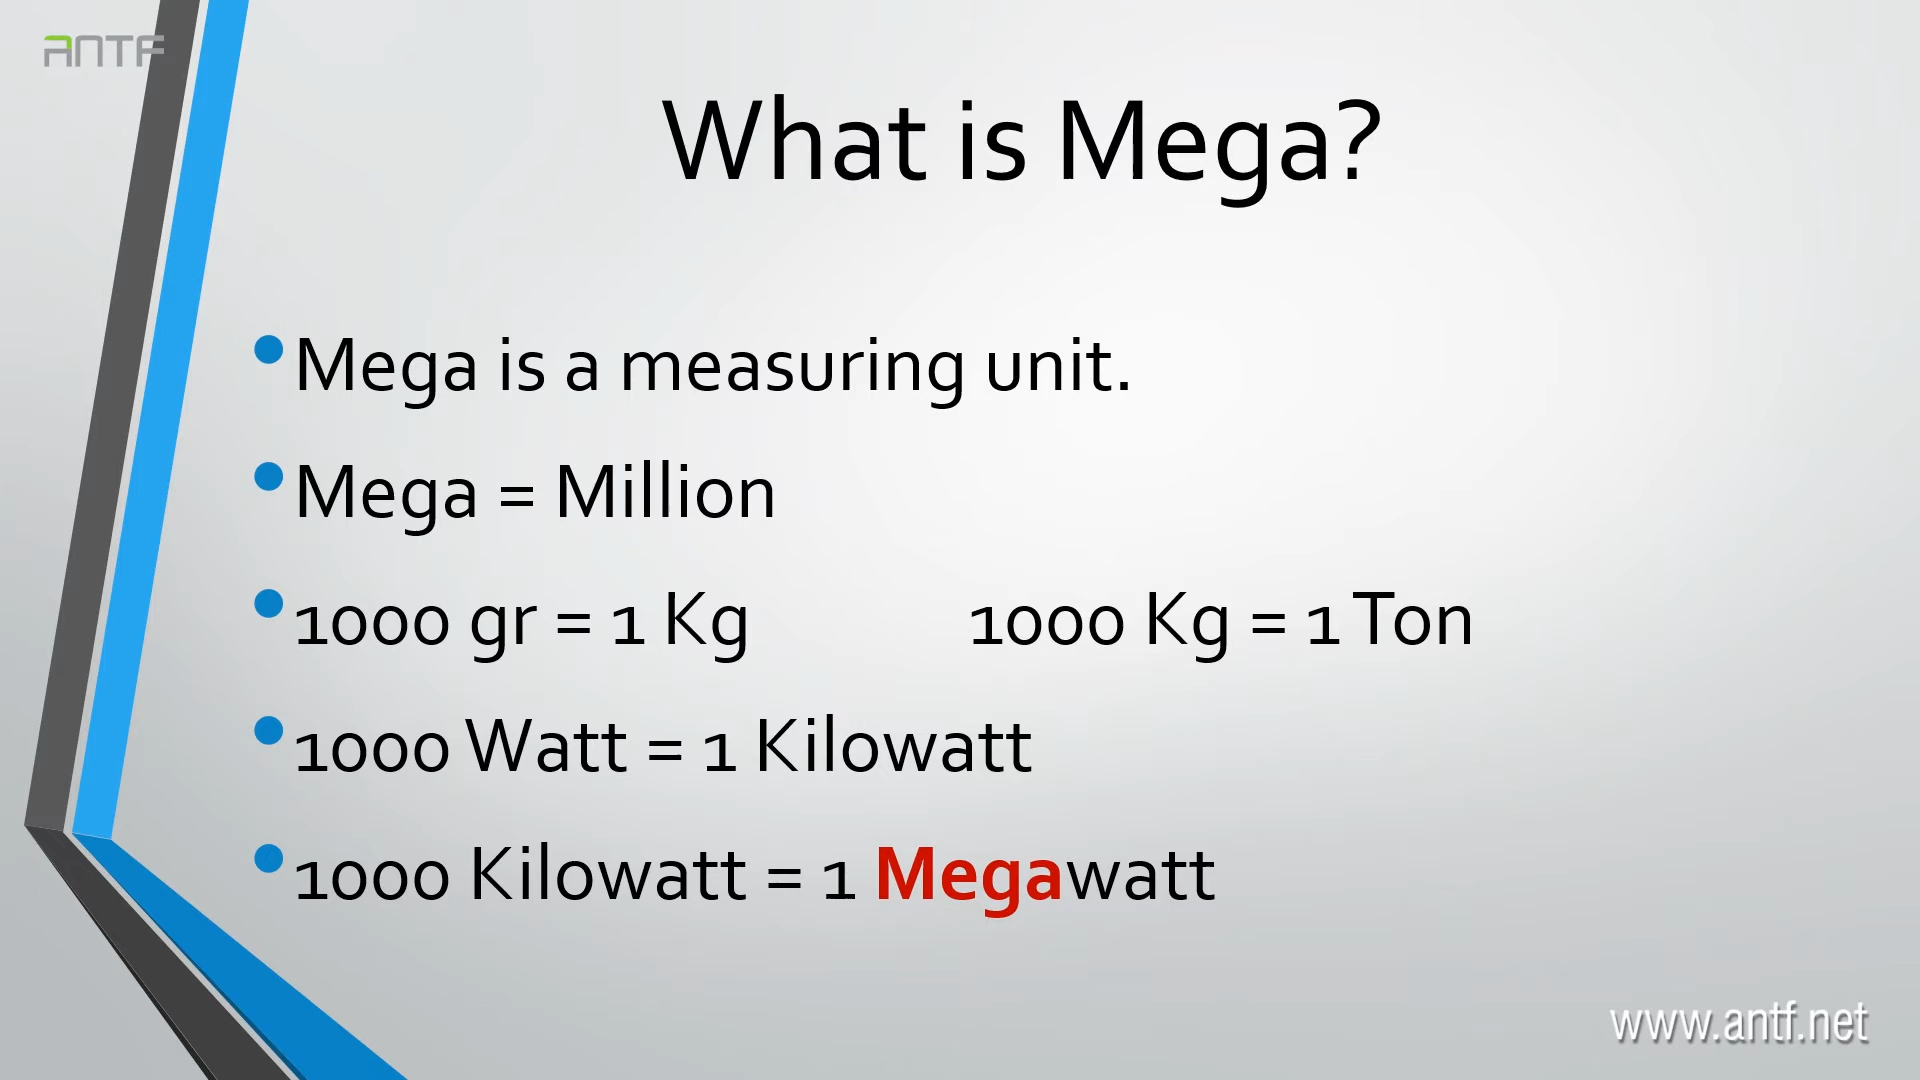 ANTF
What is Mega?
•Mega is a measuring unit.
•Mega = Million
•1000 gr = 1 Kg 1000 Kg = 1 Ton
•1000 Watt = 1 Kilowatt
•1000 Kilowatt = 1 Megawatt
www.antf.net